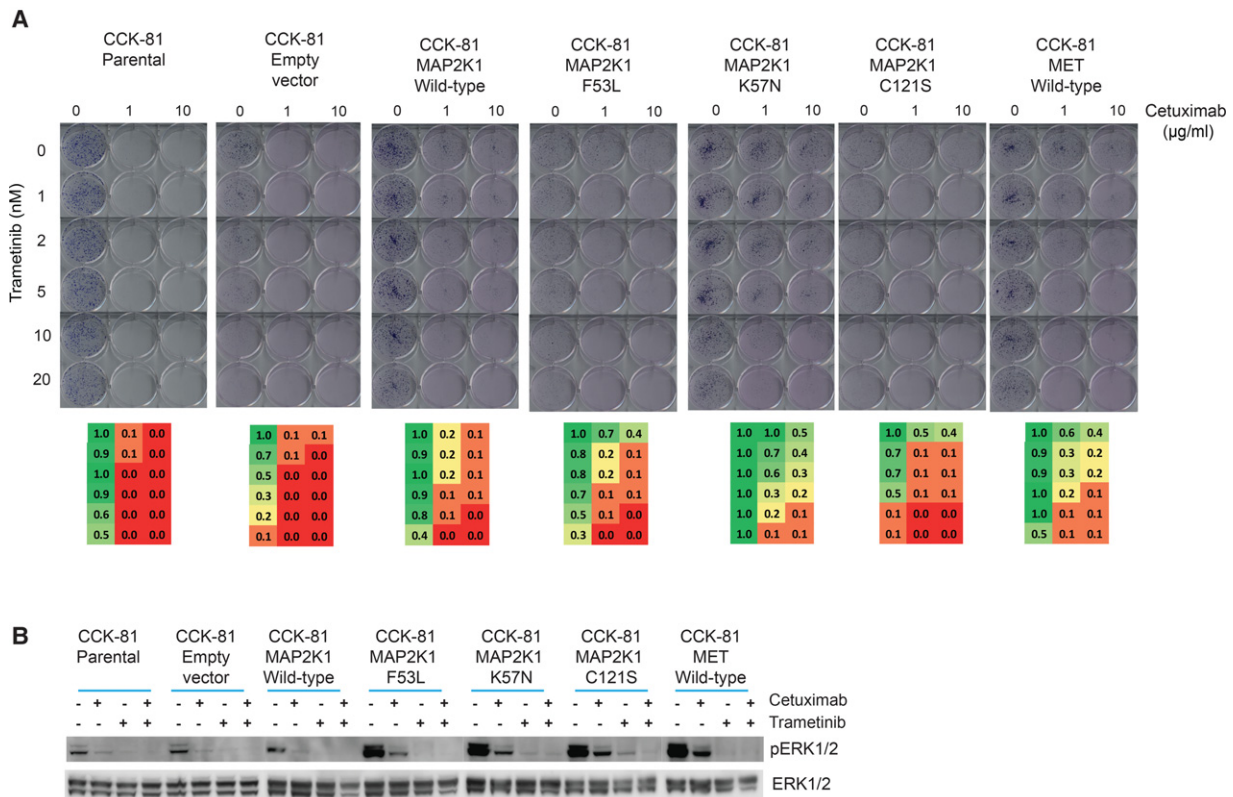 A
CCK-81 Parental
CCK-81 Empty vector
CCK-81 MAP2K1 Wild-type
CCK-81 MAP2K1 F53L
CCK-81 MAP2K1 K57N
CCK-81 MAP2K1 C121S
CCK-81 MET Wild-type
0 1 10 0 1 10 0 1 10 0 1 10 0 1 10 0 1 10 0 1 10
Cetuximab (µg/ml)
Trametinib (nM)
0
1
2
5
10
20
1.0 0.1 0.0 1.0 0.1 0.1 1.0 0.2 0.1 1.0 0.7 0.4 1.0 1.0 0.5 1.0 0.5 0.4 1.0 0.6 0.4
0.9 0.1 0.0 0.7 0.1 0.0 0.9 0.2 0.1 0.8 0.2 0.1 1.0 0.7 0.4 0.7 0.1 0.1 0.9 0.3 0.2
1.0 0.0 0.0 0.5 0.0 0.0 1.0 0.2 0.1 0.8 0.2 0.1 1.0 0.6 0.3 0.7 0.1 0.1 0.9 0.3 0.2
0.9 0.0 0.0 0.3 0.0 0.0 0.9 0.1 0.1 0.7 0.1 0.1 1.0 0.3 0.2 0.5 0.1 0.1 1.0 0.2 0.1
0.6 0.0 0.0 0.2 0.0 0.0 0.8 0.1 0.0 0.5 0.1 0.0 1.0 0.2 0.1 0.1 0.0 0.0 1.0 0.1 0.1
0.5 0.0 0.0 0.1 0.0 0.0 0.4 0.0 0.0 0.3 0.0 0.0 1.0 0.1 0.1 0.1 0.0 0.0 0.5 0.1 0.1
B
CCK-81 Parental
CCK-81 Empty vector
CCK-81 MAP2K1 Wild-type
CCK-81 MAP2K1 F53L
CCK-81 MAP2K1 K57N
CCK-81 MAP2K1 C121S
CCK-81 MET Wild-type
- + - + - + - + - + - + - + - + - + - + - + - + - + - + Cetuximab
- - + + - - + + - - + + - - + + - - + + - - + + - - + + Trametinib
pERK1/2
ERK1/2